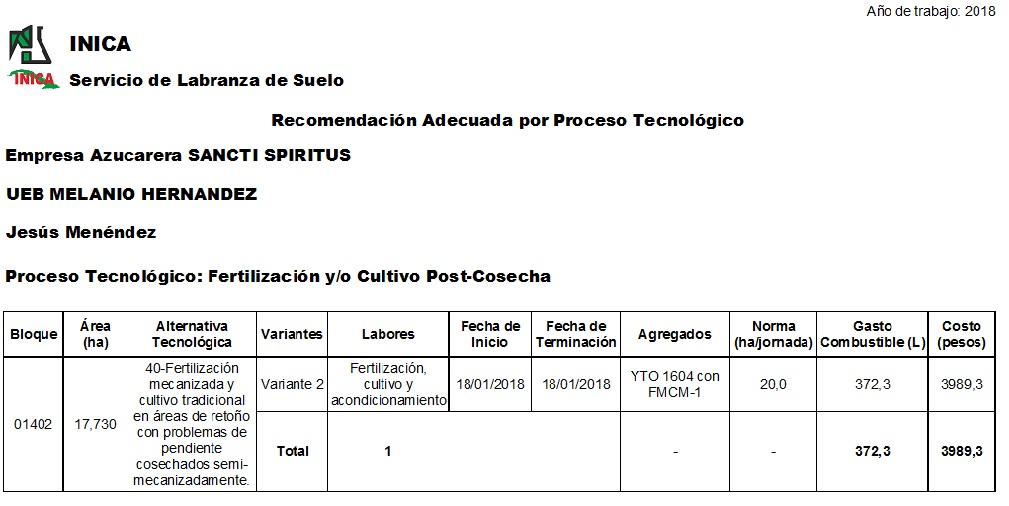 Año de trabajo: 2018
INICA
INICA
Servicio de Labranza de Suelo
Recomendación Adecuada por Proceso Tecnológico
Empresa Azucarera SANCTI SPIRITUS
UEB MELANIO HERNANDEZ
Jesús Menéndez
Proceso Tecnológico: Fertilización y/o Cultivo Post-Cosecha
Bloque Área (ha) Alternativa Tecnológica Variantes Labores Fecha de Inicio Fecha de Terminación Agregados Norma (ha/jornada) Gasto Combustible (L) Costo (pesos)
01402 17,730
40-Fertilización
mecanizada y
cultivo tradicional
en áreas de retoño
con problemas de
pendiente
cosechados semi-
mecanizadamente.
Variante 2
Fertilización,
cultivo y
acondicionamiento
18/01/2018 18/01/2018
YTO 1604 con
FMCM-1
20,0 372,3 3989,3
Total 1 - - 372,3 3989,3